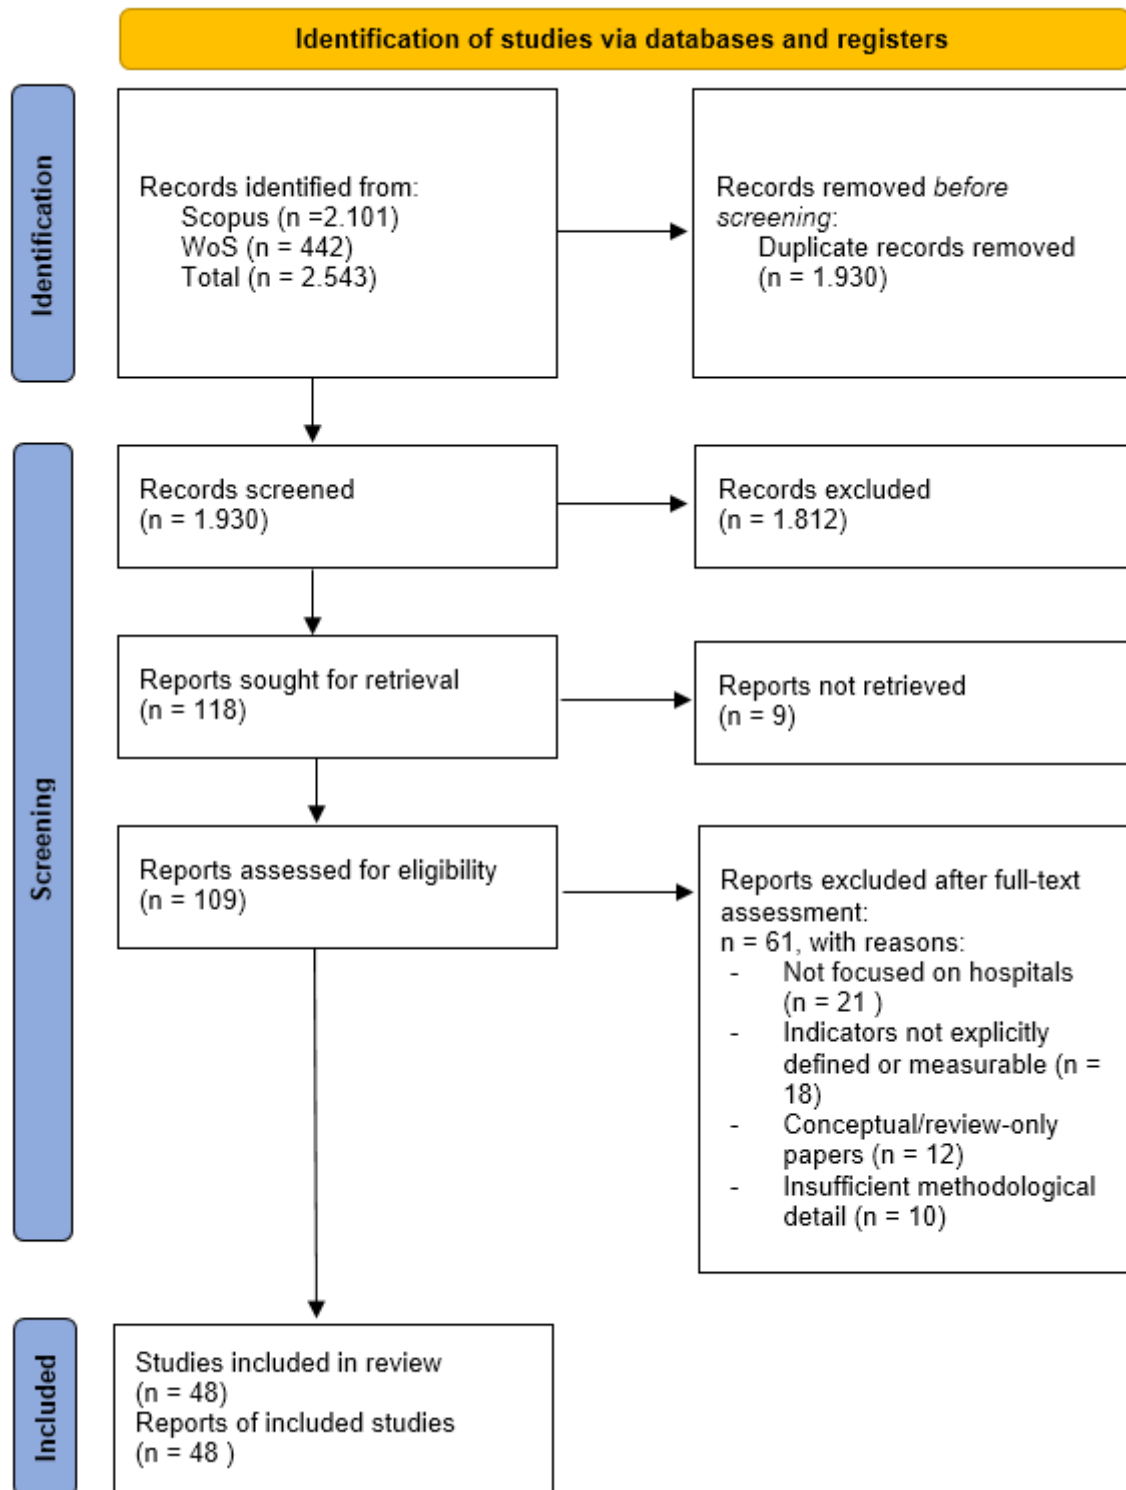 Identification of studies via databases and registers
Identification
Records identified from:
Scopus (n =2.101)
WoS (n = 442)
Total (n = 2.543)
Records removed before
screening:
Duplicate records removed
(n = 1.930)
Screening
Records screened
(n = 1.930)
Records excluded
(n = 1.812)
Reports sought for retrieval
(n = 118)
Reports not retrieved
(n = 9)
Reports assessed for eligibility
(n = 109)
Reports excluded after full-text
assessment:
n = 61, with reasons:
- Not focused on hospitals
(n = 21 )
- Indicators not explicitly
defined or measurable (n =
18)
- Conceptual/review-only
papers (n = 12)
- Insufficient methodological
detail (n = 10)
Included
Studies included in review
(n = 48)
Reports of included studies
(n = 48 )